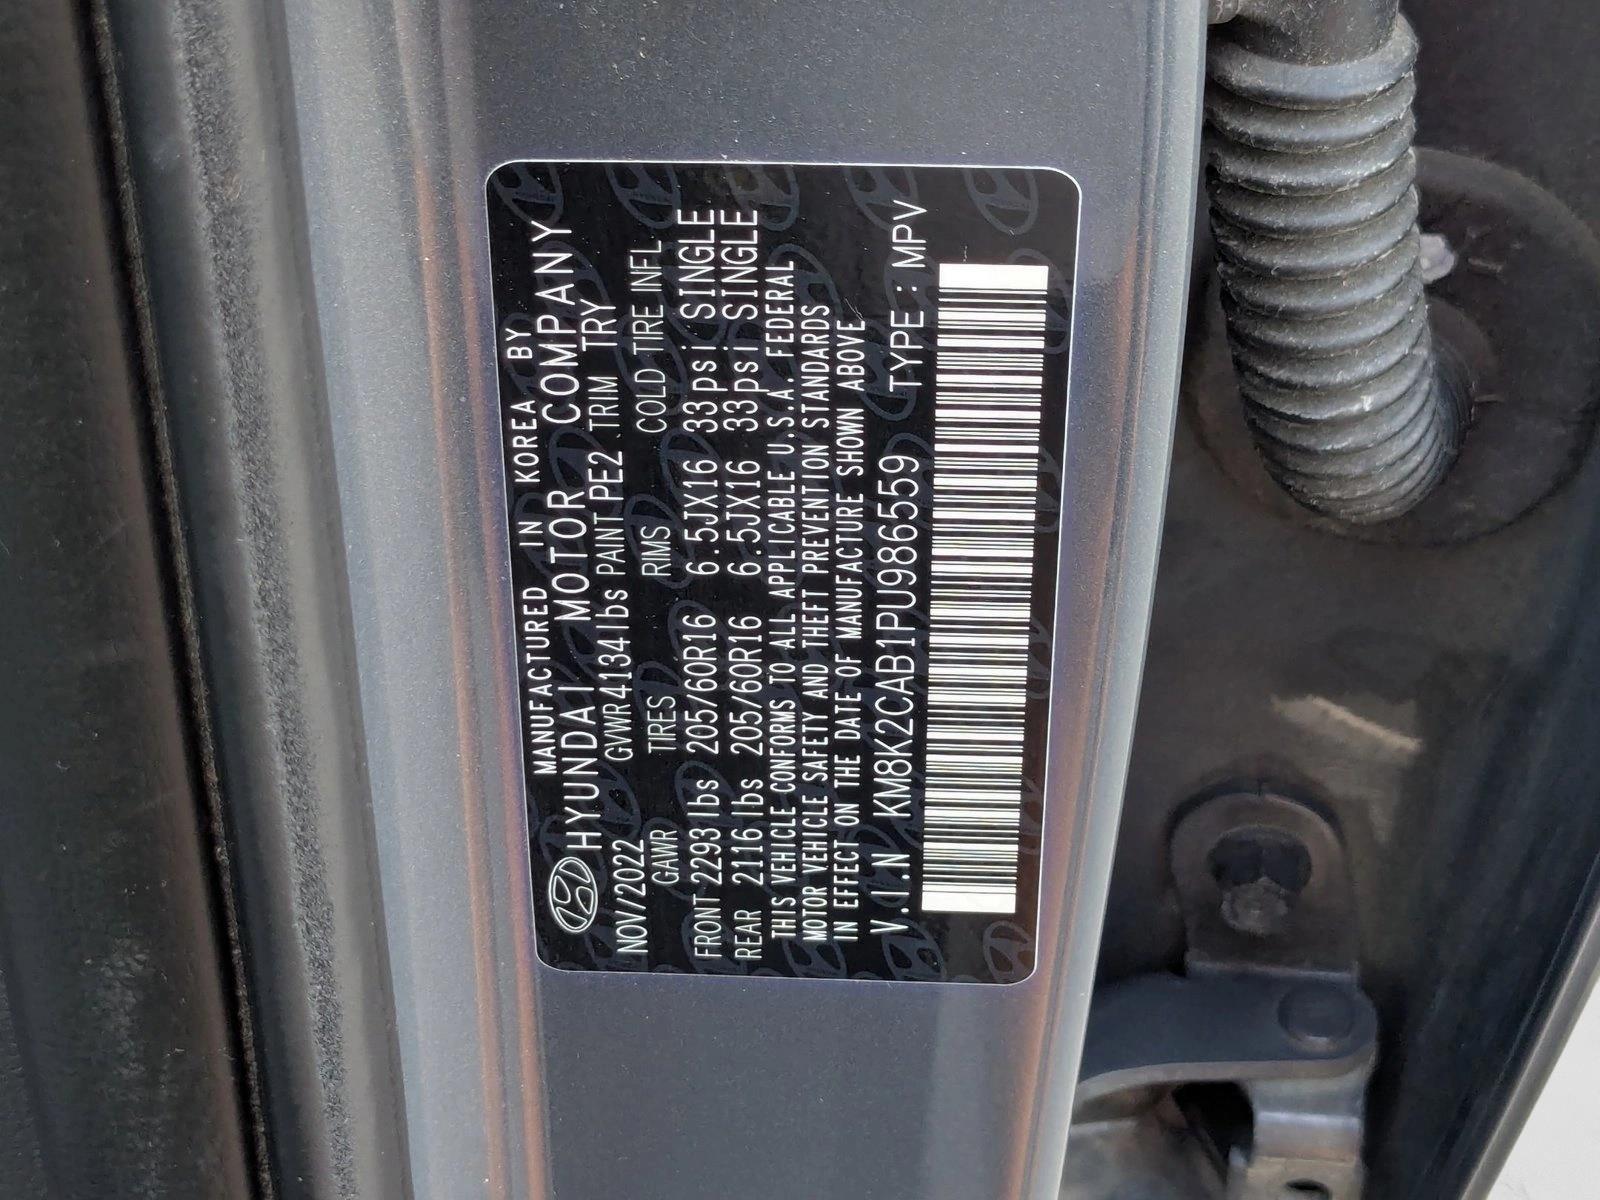 MANUFACTURED IN KOREA BY
HYUNDAI MOTOR COMPANY
NOV/2022 GVWR4134lbs PAINT PE2 TRIM TRY
GAWR TIRES RIMS COLD TIRE INFL
FRONT 2293lbs 205/60R16 6.5JX16 33psi SINGLE
REAR 2116lbs 205/60R16 6.5JX16 33psi SINGLE
THIS VEHICLE CONFORMS TO ALL APPLICABLE U.S.A. FEDERAL
MOTOR VEHICLE SAFETY AND THEFT PREVENTION STANDARDS
IN EFFECT ON THE DATE OF MANUFACTURE SHOWN ABOVE
V.I.N KM8K2CAB1PU986559 TYPE : MPV